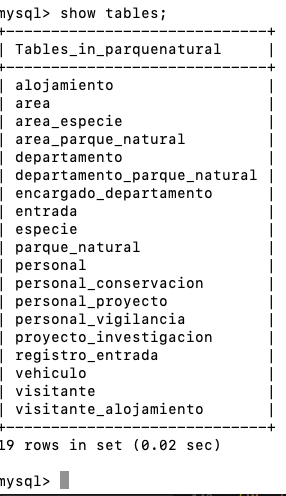 mysql> show tables;
+-----------------------------+
| Tables_in_parquenatural     |
+-----------------------------+
| alojamiento                 |
| area                        |
| area_especie                |
| area_parque_natural         |
| departamento                |
| departamento_parque_natural |
| encargado_departamento      |
| entrada                     |
| especie                     |
| parque_natural              |
| personal                    |
| personal_conservacion       |
| personal_proyecto           |
| personal_vigilancia         |
| proyecto_investigacion      |
| registro_entrada            |
| vehiculo                    |
| visitante                   |
| visitante_alojamiento       |
+-----------------------------+
19 rows in set (0.02 sec)
mysql>